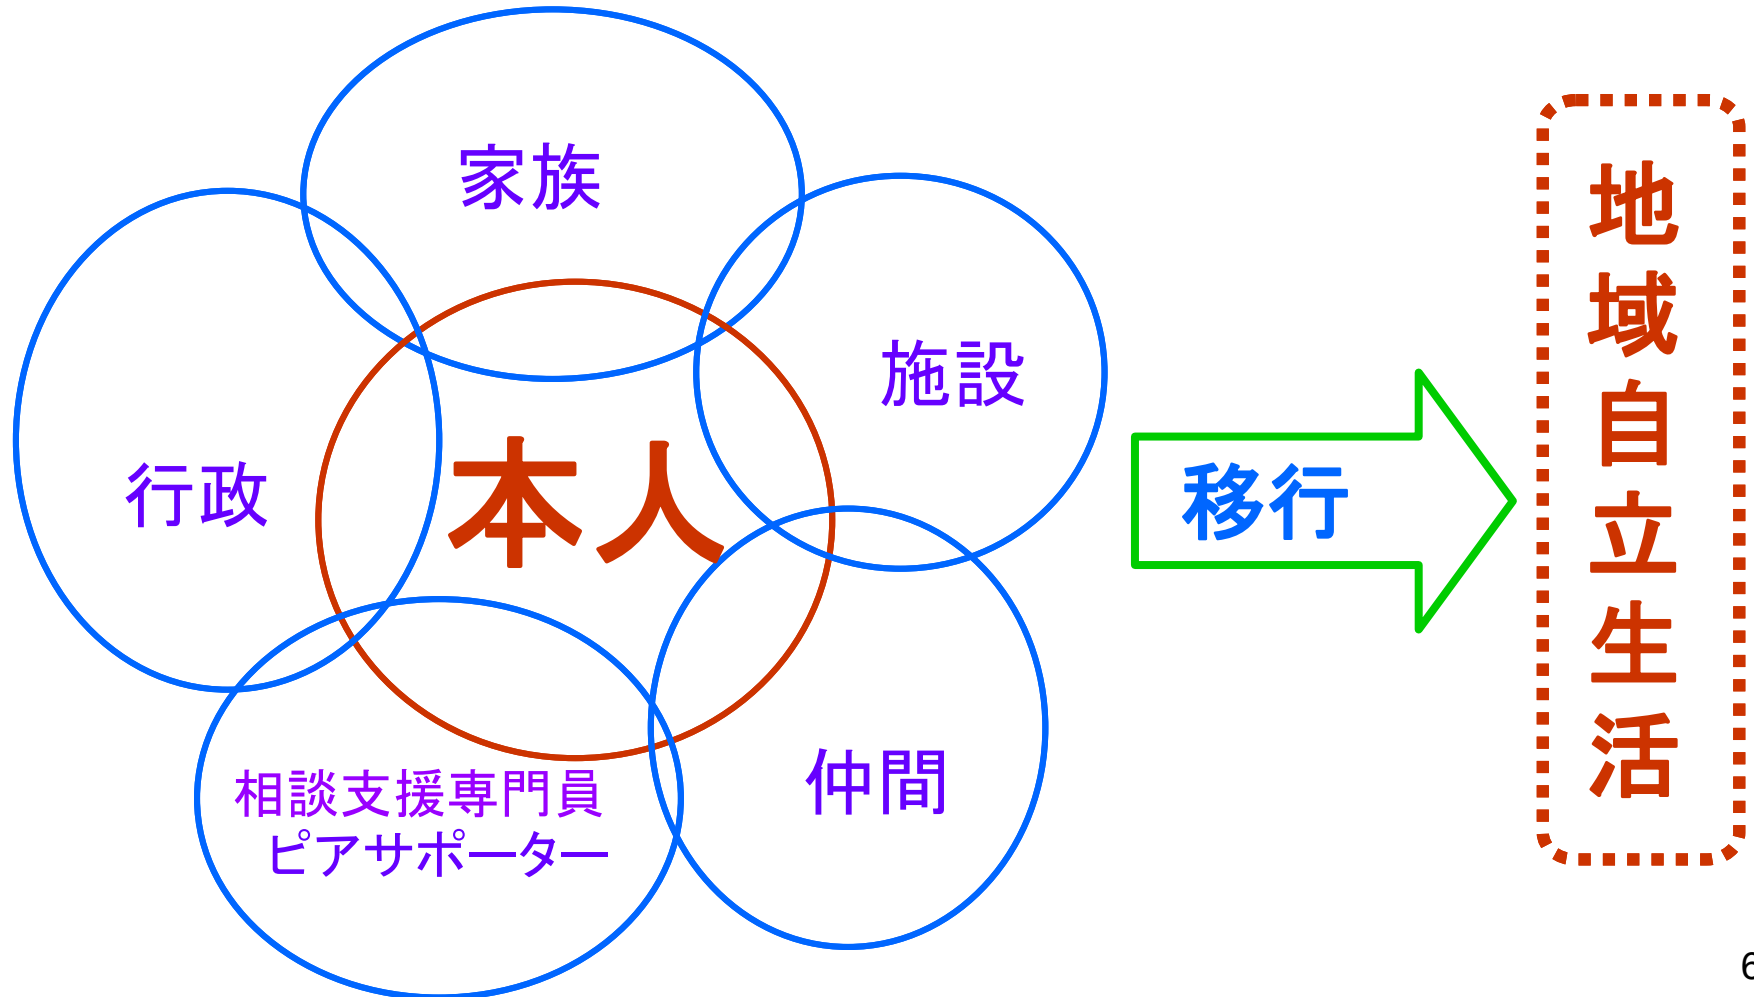 家族
施設
行政
本人
移行
仲間
相談支援専門員
ピアサポーター
地域自立生活
6